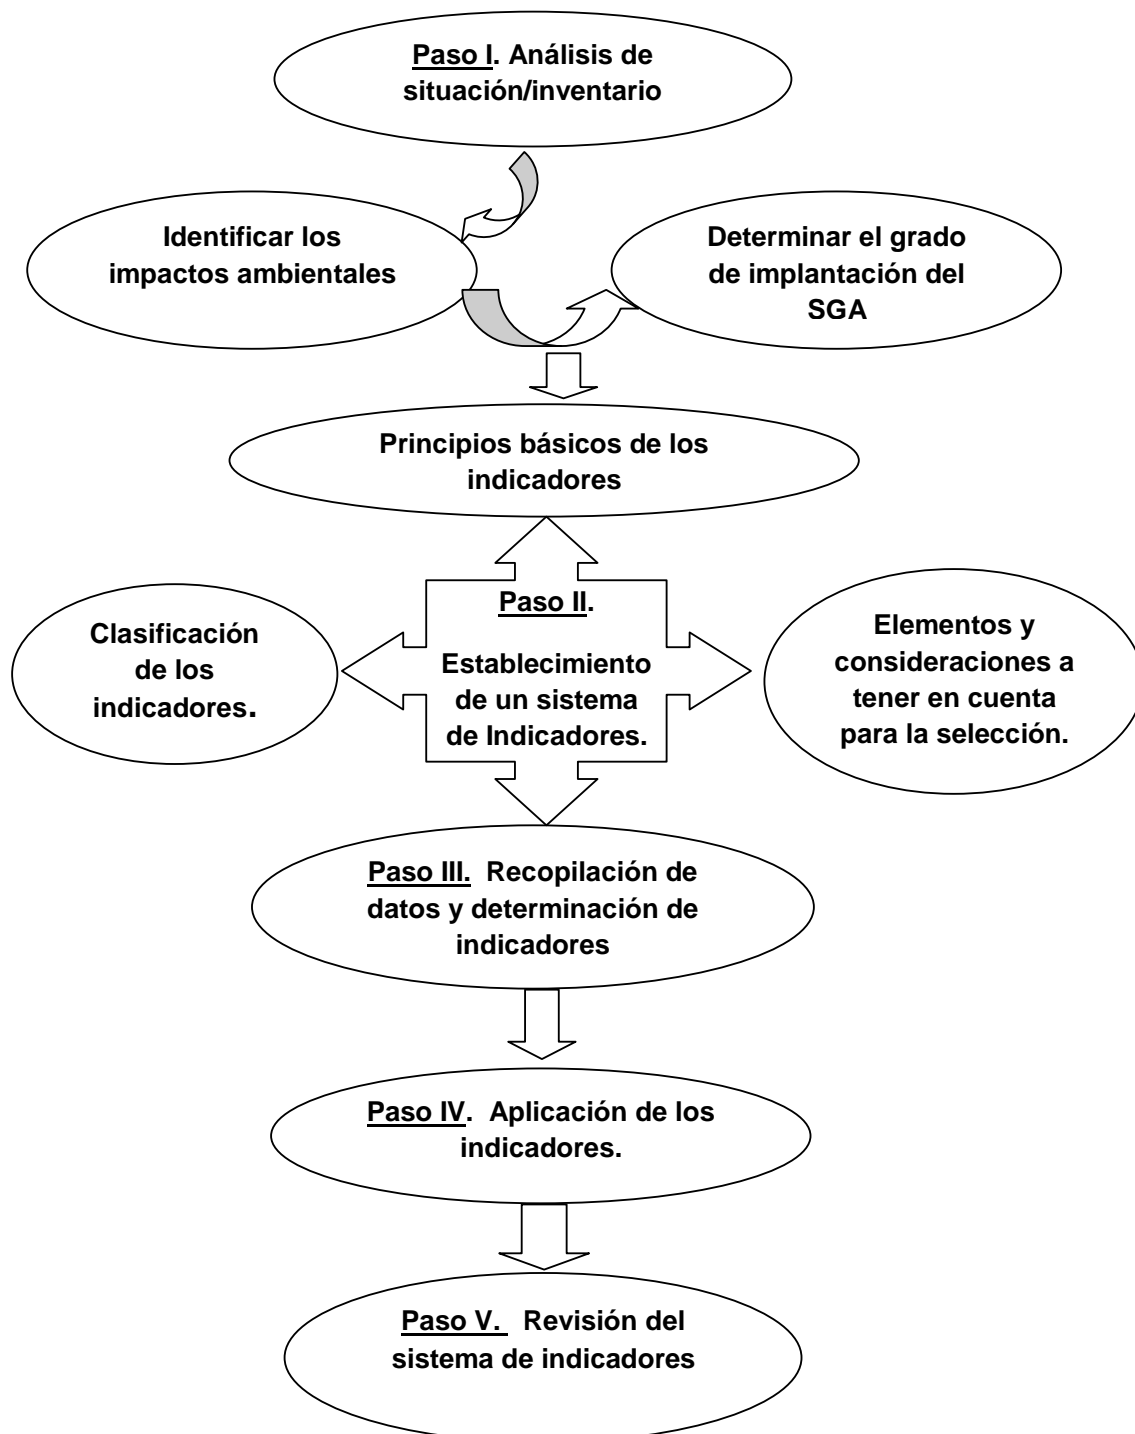 Paso I. Análisis de
situación/inventario
Identificar los
impactos ambientales
Determinar el grado
de implantación del
SGA
Principios básicos de los
indicadores
Paso II.
Establecimiento
de un sistema
de Indicadores.
Clasificación
de los
indicadores.
Elementos y
consideraciones a
tener en cuenta
para la selección.
Paso III. Recopilación de
datos y determinación de
indicadores
Paso IV. Aplicación de los
indicadores.
Paso V. Revisión del
sistema de indicadores